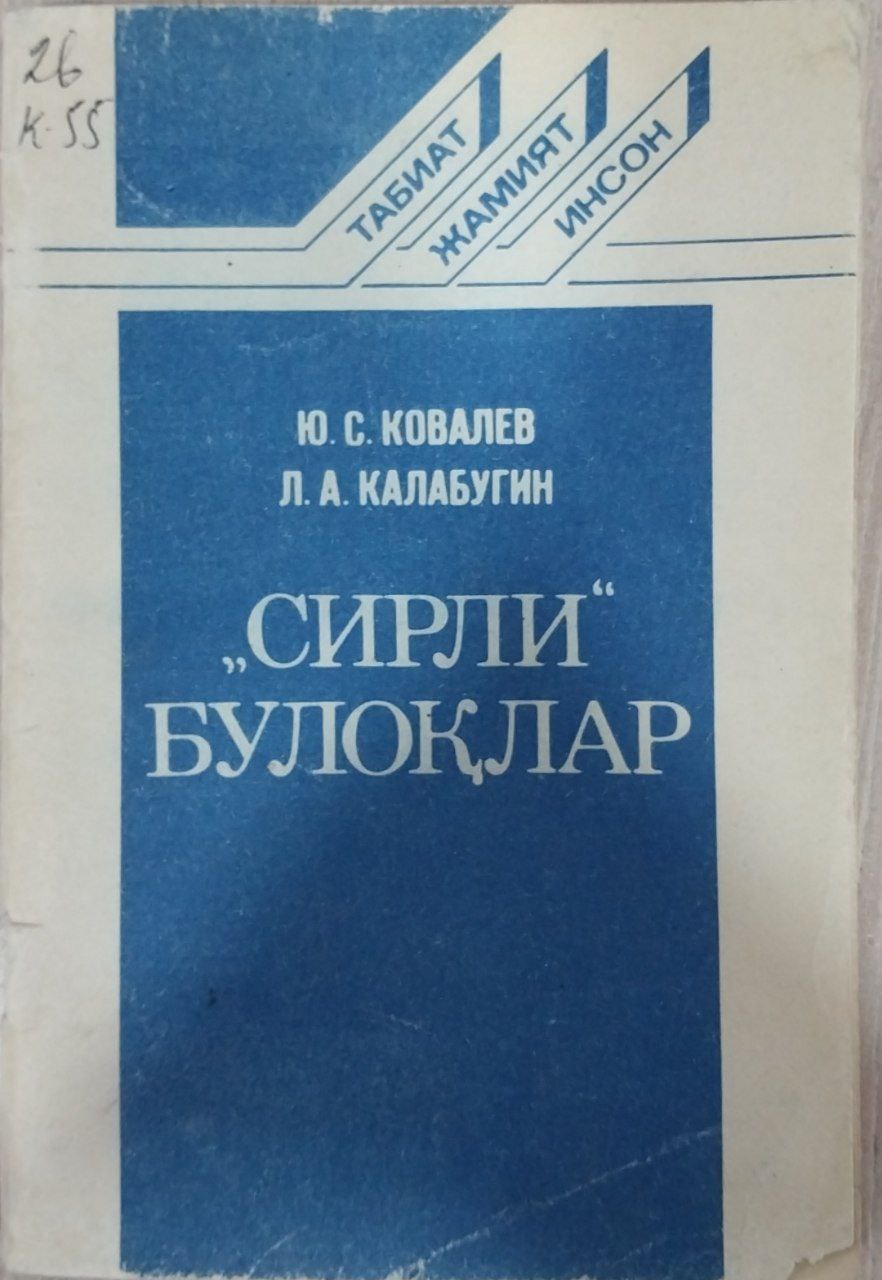 26
К-55
ТАБИАТ
ЖАМИЯТ
ИНСОН
Ю. С. КОВАЛЕВ
Л. А. КАЛАБУГИН
„СИРЛИ“
БУЛОҚЛАР